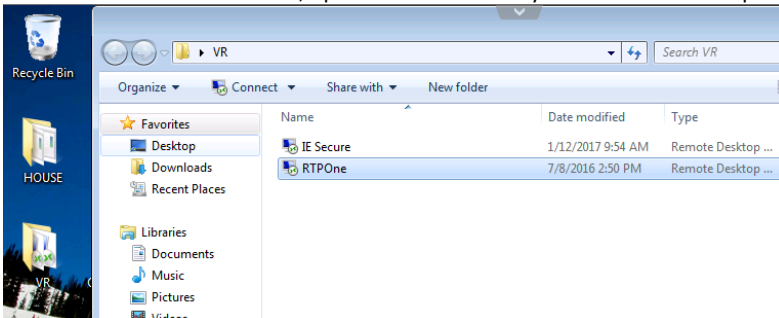 Recycle Bin
HOUSE
VR
VR
Search VR
Organize
Connect
Share with
New folder
Favorites
Desktop
Downloads
Recent Places
Libraries
Documents
Music
Pictures
Name
Date modified
Type
IE Secure
1/12/2017 9:54 AM
Remote Desktop ...
RTPOne
7/8/2016 2:50 PM
Remote Desktop ...